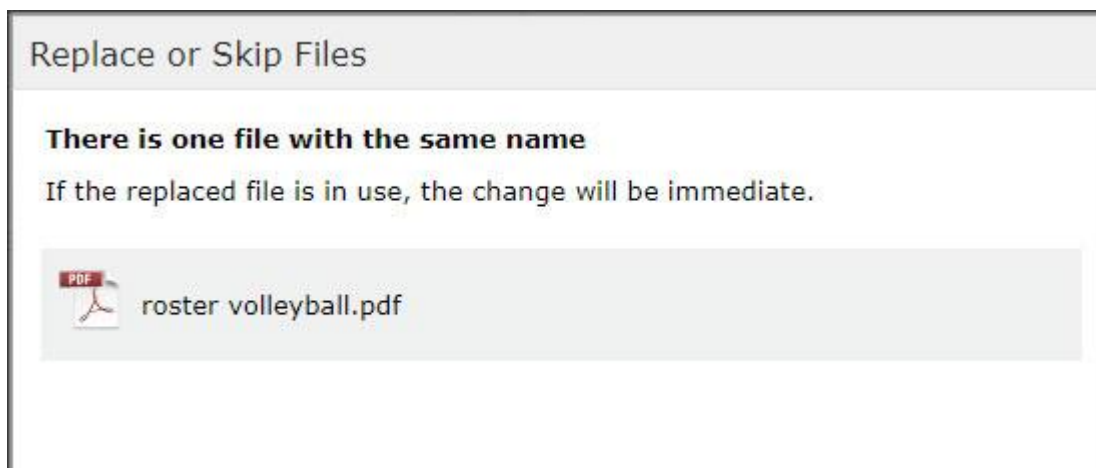 Replace or Skip Files
There is one file with the same name
If the replaced file is in use, the change will be immediate.
PDF
roster volleyball.pdf